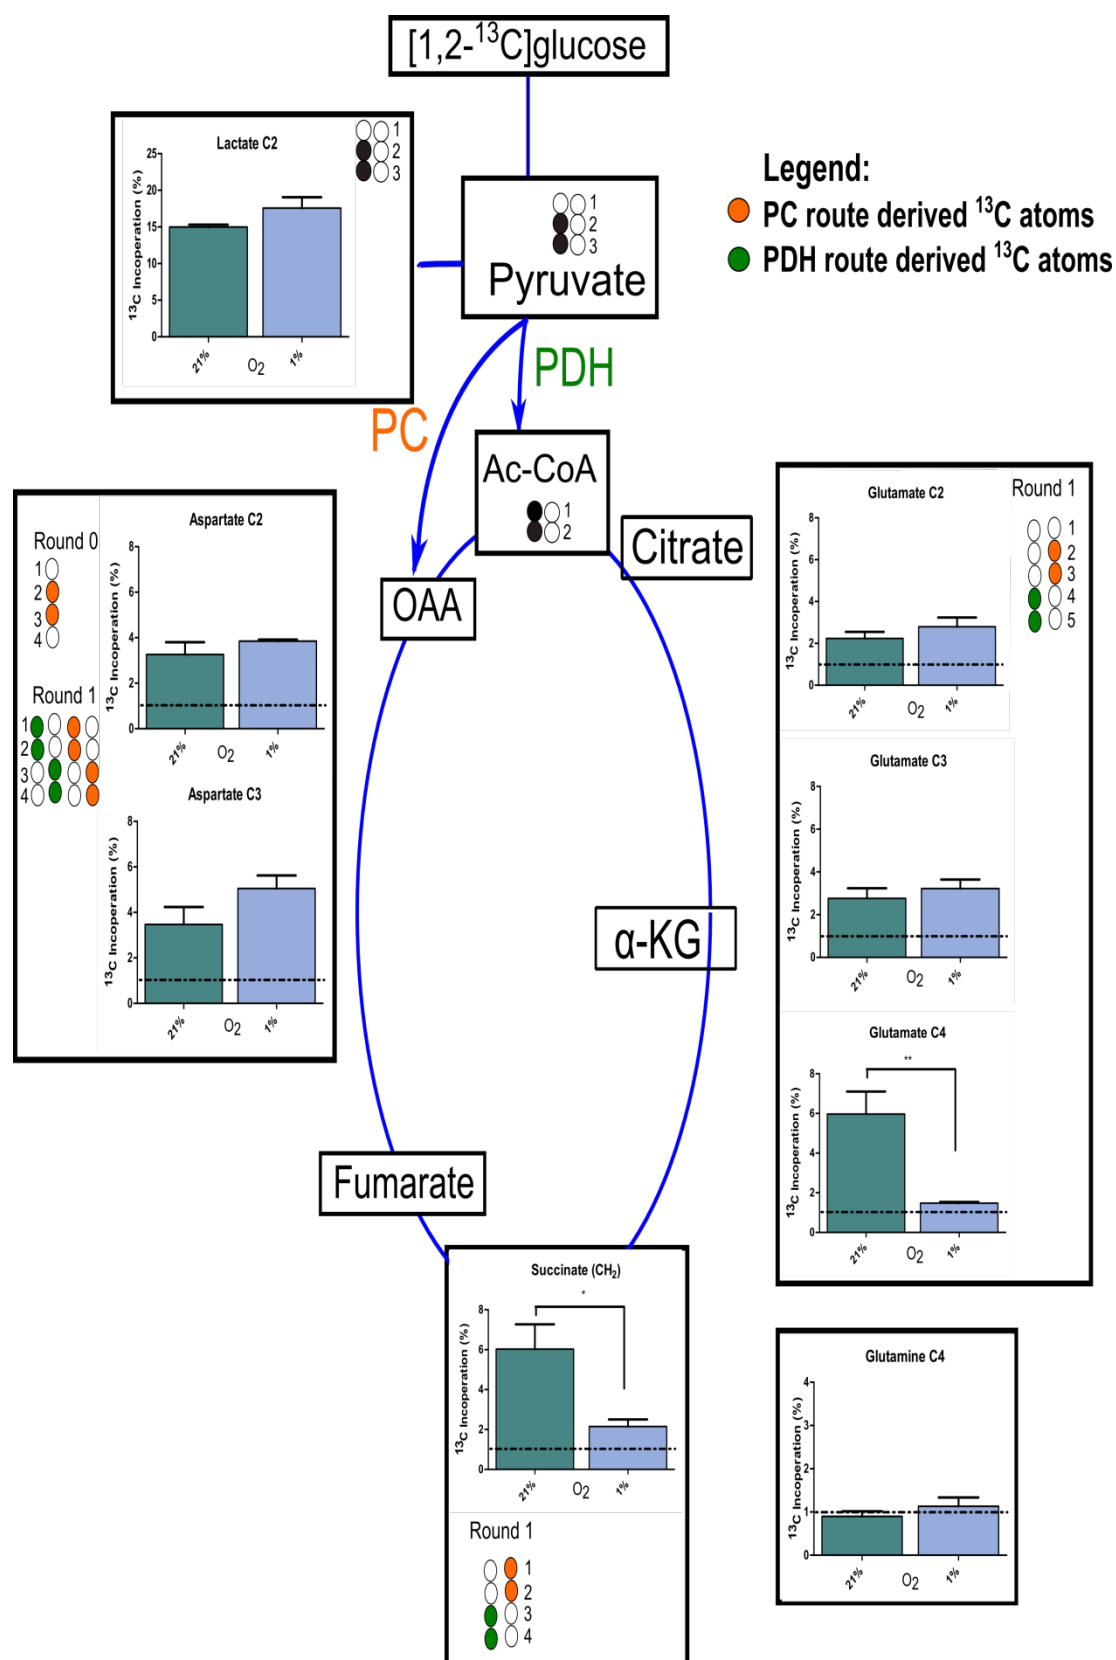 [1,2-13C]glucose
Lactate C2
13C Incoperation (%)
25
20
15
10
5
0
21%
O2
1%
1
2
3
1
2
3
Pyruvate
Legend:
PC route derived 13C atoms
PDH route derived 13C atoms
PDH
PC
Ac-CoA
1
2
Citrate
OAA
Round 0
1
2
3
4
Round 1
1
2
3
4
Aspartate C2
13C Incoperation (%)
8
6
4
2
0
21%
O2
1%
Aspartate C3
13C Incoperation (%)
8
6
4
2
0
21%
O2
1%
Glutamate C2
13C Incoperation (%)
8
6
4
2
0
21%
O2
1%
Round 1
1
2
3
4
5
Glutamate C3
13C Incoperation (%)
8
6
4
2
0
21%
O2
1%
α-KG
Glutamate C4
**
13C Incoperation (%)
8
6
4
2
0
21%
O2
1%
Fumarate
Succinate (CH2)
*
13C Incoperation (%)
8
6
4
2
0
21%
O2
1%
Round 1
1
2
3
4
Glutamine C4
13C Incoperation (%)
4
3
2
1
0
21%
O2
1%